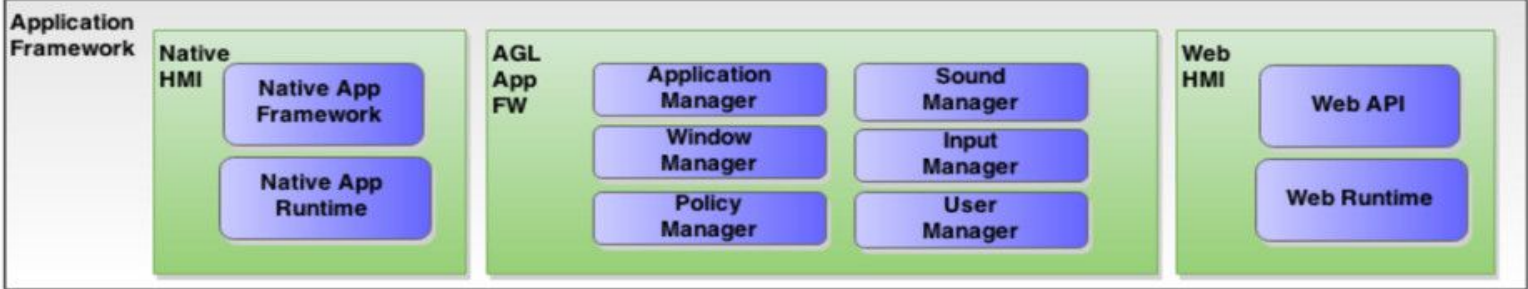 Application
Framework
Native
HMI
Native App
Framework
Native App
Runtime
AGL
App
FW
Application
Manager
Sound
Manager
Window
Manager
Input
Manager
Policy
Manager
User
Manager
Web
HMI
Web API
Web Runtime